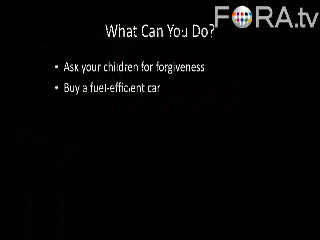 FORA.tv
What Can You Do?
• Ask your children for forgiveness
• Buy a fuel-efficient car